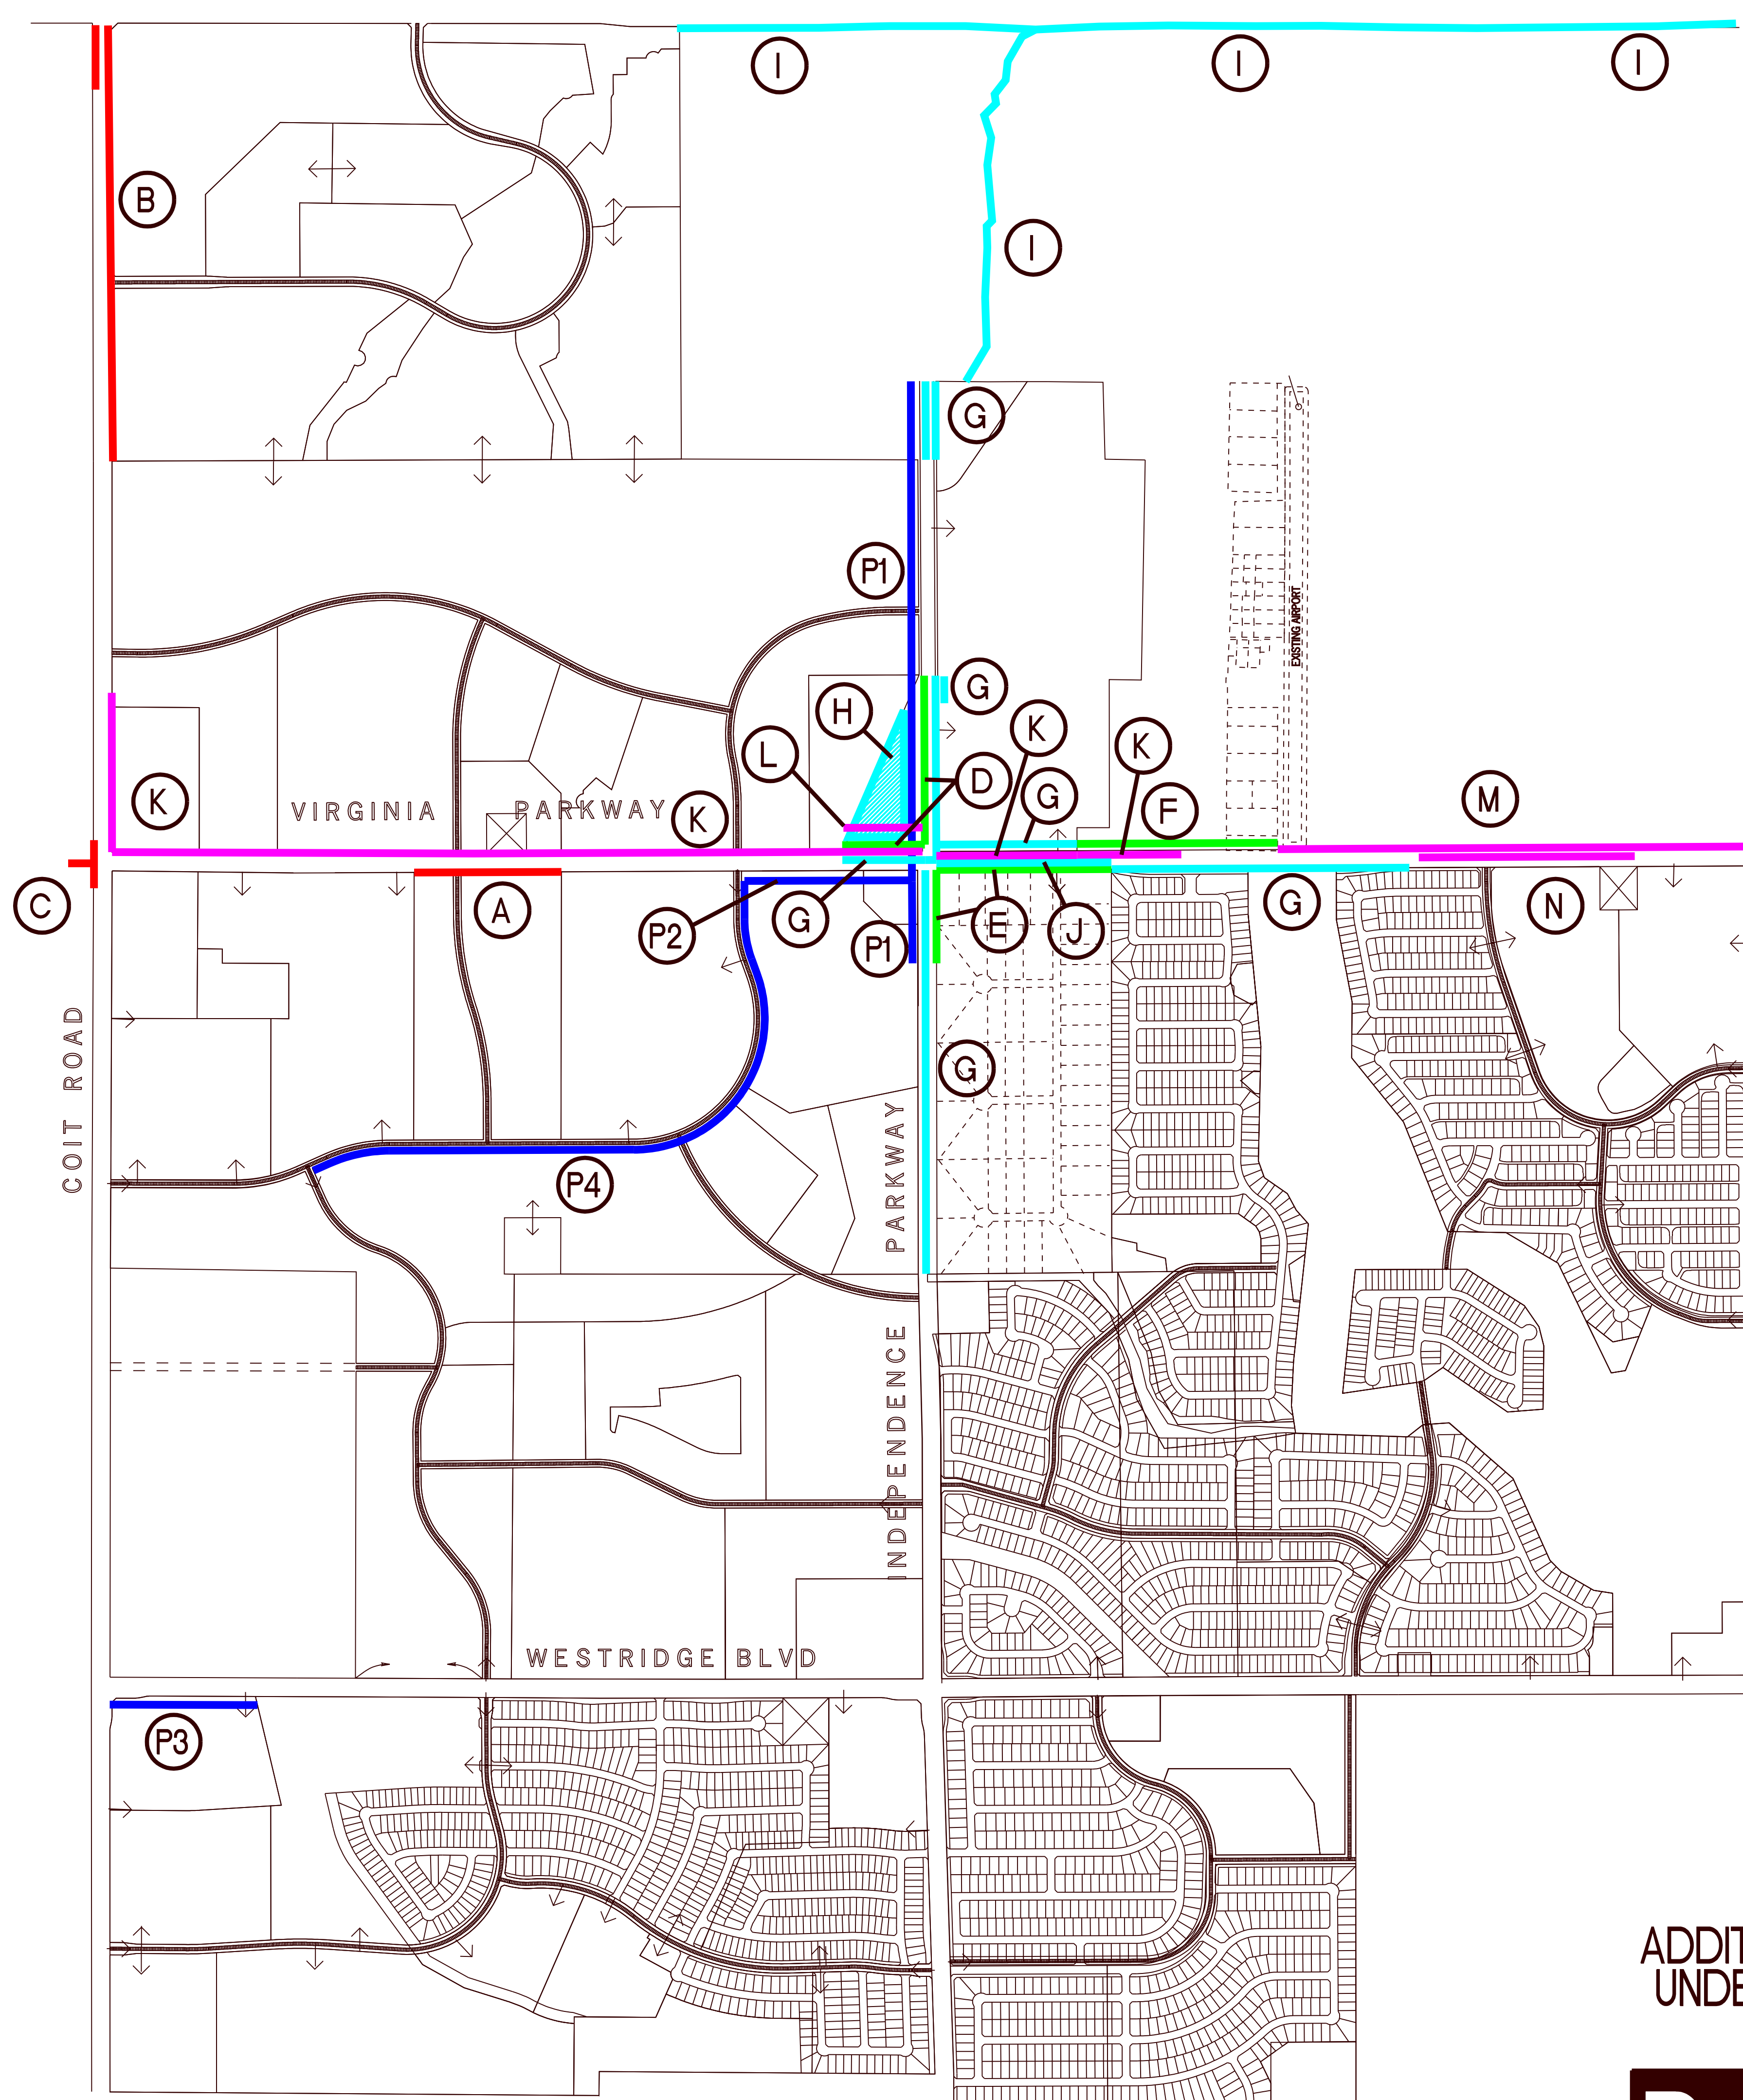 I
I
I
B
I
G
P1
EXISTING AIRPORT
G
H
K
L
K
D
G
F
M
K
VIRGINIA PARKWAY
K
C
A
P2
G
P1
E
J
G
N
COIT ROAD
G
P4
INDEPENDENCE PARKWAY
WESTRIDGE BLVD
P3
ADDIT
UNDE